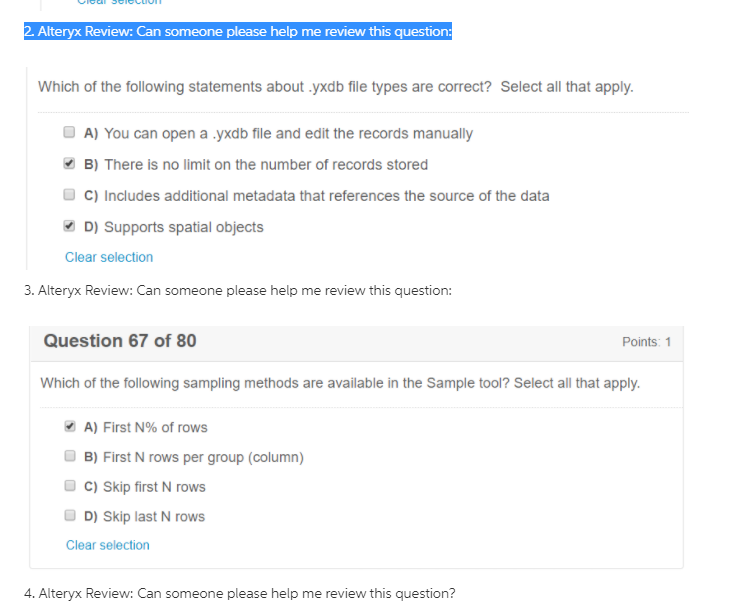 Clear selection
2. Alteryx Review: Can someone please help me review this question:
Which of the following statements about .yxdb file types are correct? Select all that apply.
A) You can open a .yxdb file and edit the records manually
B) There is no limit on the number of records stored
C) Includes additional metadata that references the source of the data
D) Supports spatial objects
Clear selection
3. Alteryx Review: Can someone please help me review this question:
Question 67 of 80 Points: 1
Which of the following sampling methods are available in the Sample tool? Select all that apply.
A) First N% of rows
B) First N rows per group (column)
C) Skip first N rows
D) Skip last N rows
Clear selection
4. Alteryx Review: Can someone please help me review this question?